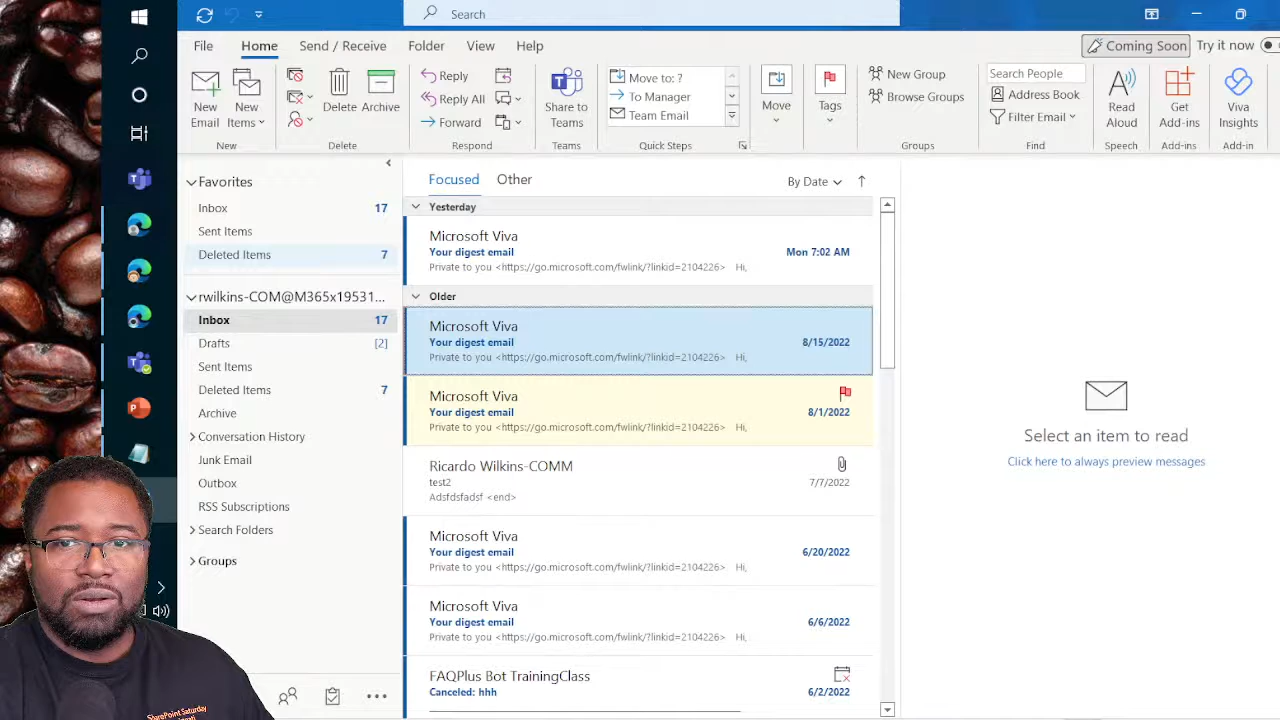 Search
File Home Send / Receive Folder View Help
Coming Soon Try it now
New Email
New Items
Delete
Archive
Reply
Reply All
Forward
Share to Teams
Move to: ?
To Manager
Team Email
Move
Tags
New Group
Browse Groups
Search People
Address Book
Filter Email
Read Aloud
Get Add-ins
Viva Insights
New Delete Respond Teams Quick Steps Groups Find Speech Add-ins Add-in
Favorites
Inbox 17
Sent Items
Deleted Items 7
rwilkins-COM@M365x19531...
Inbox 17
Drafts [2]
Sent Items
Deleted Items 7
Archive
Conversation History
Junk Email
Outbox
RSS Subscriptions
Search Folders
Groups
Focused Other By Date
Yesterday
Microsoft Viva
Your digest email Mon 7:02 AM
Private to you <https://go.microsoft.com/fwlink/?linkid=2104226> Hi,
Older
Microsoft Viva
Your digest email 8/15/2022
Private to you <https://go.microsoft.com/fwlink/?linkid=2104226> Hi,
Microsoft Viva
Your digest email 8/1/2022
Private to you <https://go.microsoft.com/fwlink/?linkid=2104226> Hi,
Ricardo Wilkins-COMM
test2 7/7/2022
Adsfdsfadsf <end>
Microsoft Viva
Your digest email 6/20/2022
Private to you <https://go.microsoft.com/fwlink/?linkid=2104226> Hi,
Microsoft Viva
Your digest email 6/6/2022
Private to you <https://go.microsoft.com/fwlink/?linkid=2104226> Hi,
FAQPlus Bot TrainingClass
Canceled: hhh 6/2/2022
Select an item to read
Click here to always preview messages
SharePoint Saturday